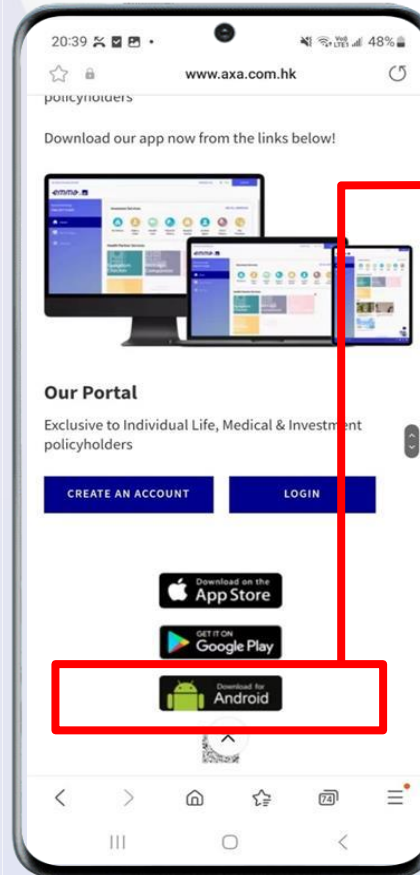 20:39
48%
www.axa.com.hk
policyholders
Download our app now from the links below!
emma
Our Portal
Exclusive to Individual Life, Medical & Investment
policyholders
CREATE AN ACCOUNT
LOGIN
Download on the
App Store
GET IT ON
Google Play
Download for
Android
74